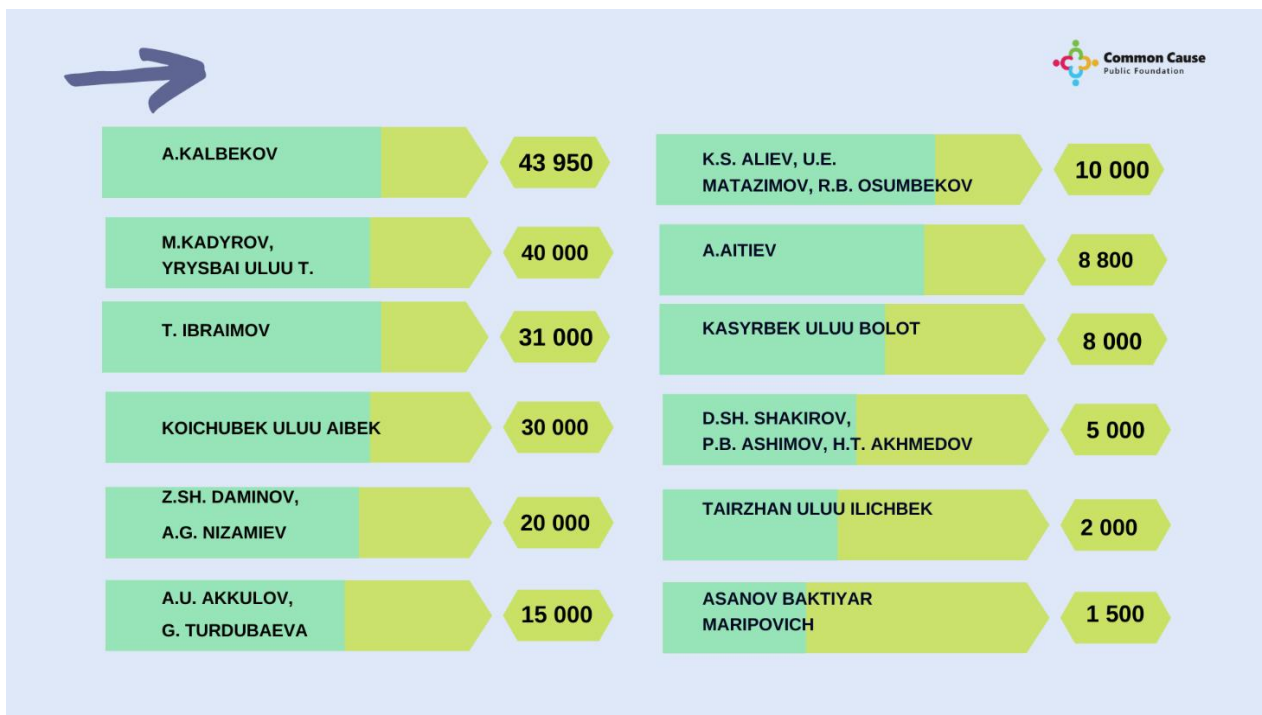 Common Cause
Public Foundation
A.KALBEKOV
43 950
M.KADYROV,
YRYSBAI ULUU T.
40 000
T. IBRAIMOV
31 000
KOICHUBEK ULUU AIBEK
30 000
Z.SH. DAMINOV,
A.G. NIZAMIEV
20 000
A.U. AKKULOV,
G. TURDUBAEVA
15 000
K.S. ALIEV, U.E.
MATAZIMOV, R.B. OSUMBEKOV
10 000
A.AITIEV
8 800
KASYRBEK ULUU BOLOT
8 000
D.SH. SHAKIROV,
P.B. ASHIMOV, H.T. AKHMEDOV
5 000
TAIRZHAN ULUU ILICHBEK
2 000
ASANOV BAKTIYAR
MARIPOVICH
1 500